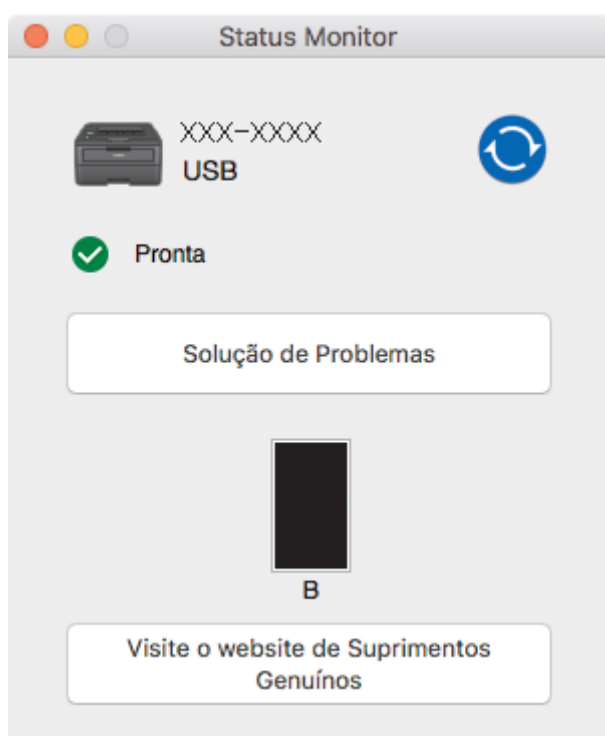 Status Monitor
XXX-XXXX
USB
Pronta
Solução de Problemas
B
Visite o website de Suprimentos
Genuínos